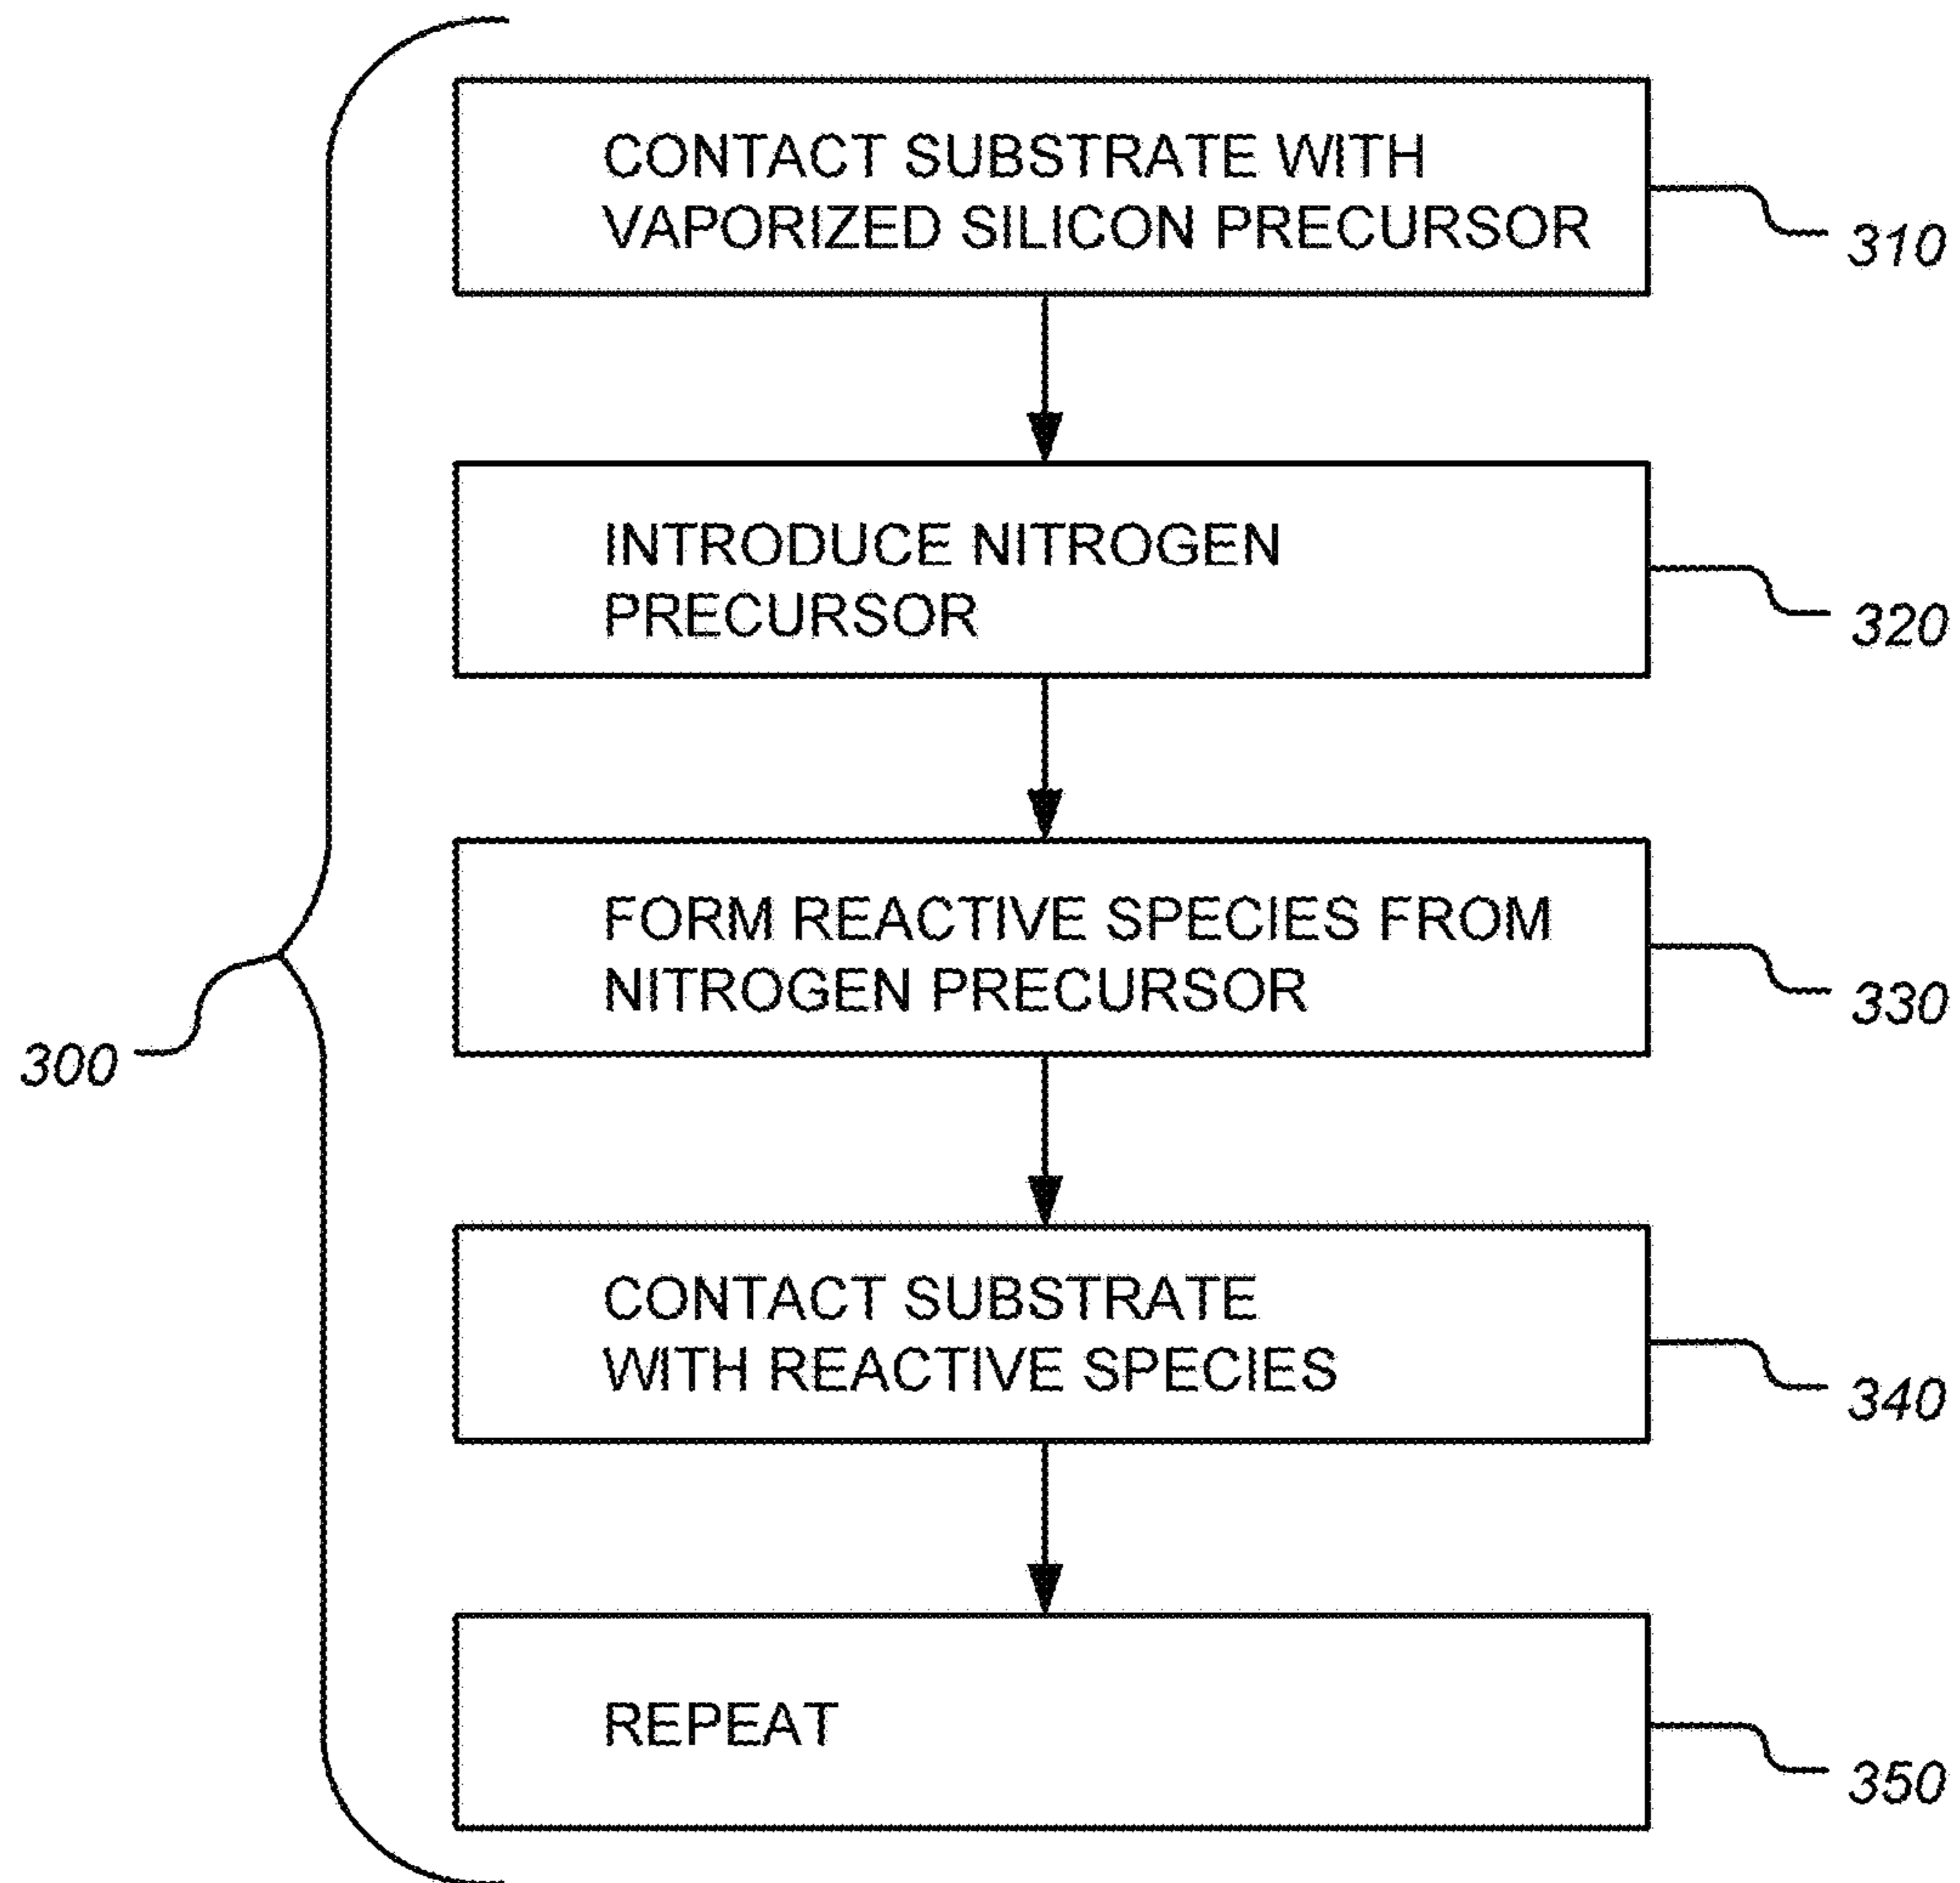 CONTACT SUBSTRATE WITH
VAPORIZED SILICON PRECURSOR
310
INTRODUCE NITROGEN
PRECURSOR
320
FORM REACTIVE SPECIES FROM
NITROGEN PRECURSOR
330
300
CONTACT SUBSTRATE
WITH REACTIVE SPECIES
340
REPEAT
350